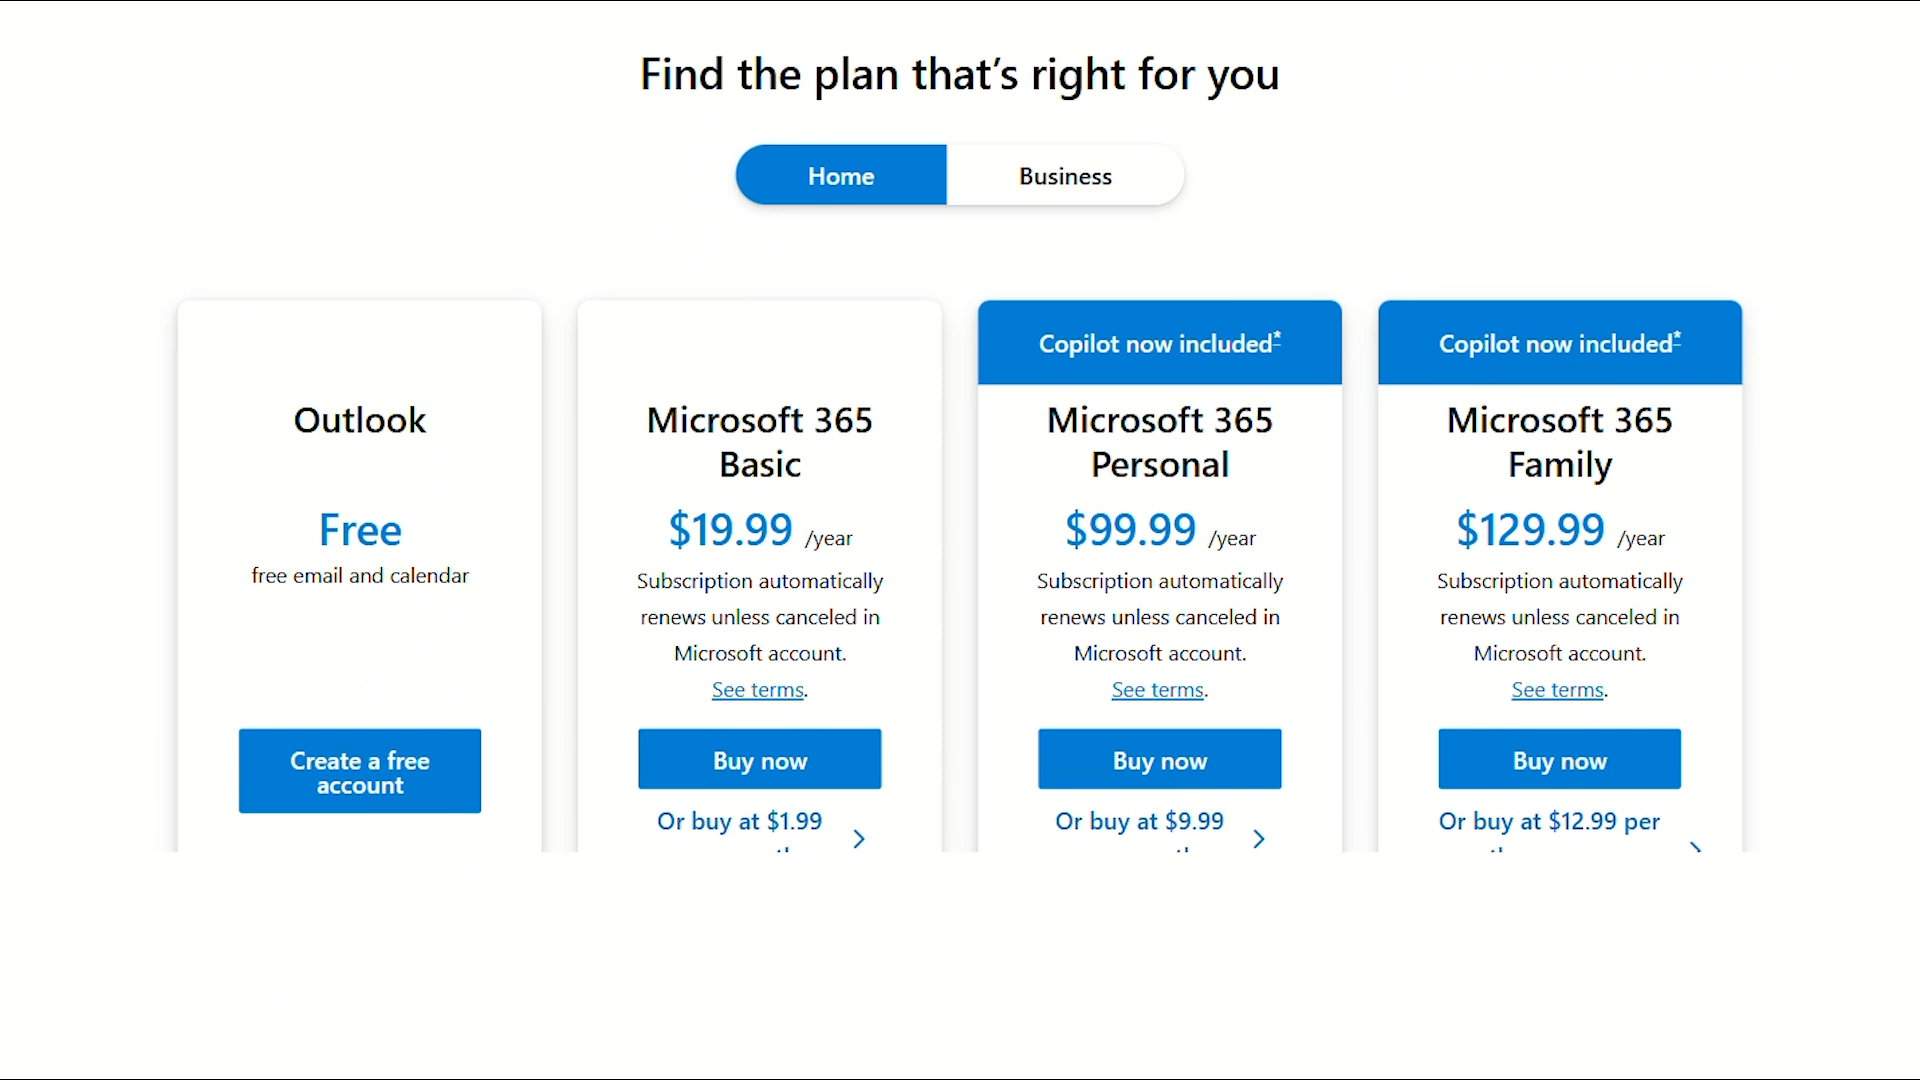 Find the plan that’s right for you
Home
Business
Outlook
Free
free email and calendar
Create a free
account
Microsoft 365
Basic
$19.99 /year
Subscription automatically
renews unless canceled in
Microsoft account.
See terms.
Buy now
Or buy at $1.99
Copilot now included*
Microsoft 365
Personal
$99.99 /year
Subscription automatically
renews unless canceled in
Microsoft account.
See terms.
Buy now
Or buy at $9.99
Copilot now included*
Microsoft 365
Family
$129.99 /year
Subscription automatically
renews unless canceled in
Microsoft account.
See terms.
Buy now
Or buy at $12.99 per